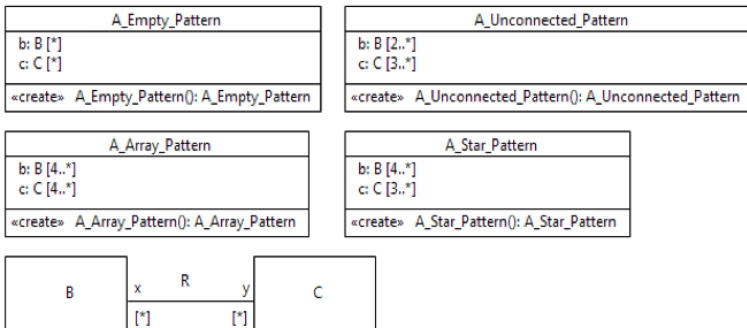 A_Empty_Pattern
b: B [*]
c: C [*]
«create» A_Empty_Pattern(): A_Empty_Pattern
A_Unconnected_Pattern
b: B [2..*]
c: C [3..*]
«create» A_Unconnected_Pattern(): A_Unconnected_Pattern
A_Array_Pattern
b: B [4..*]
c: C [4..*]
«create» A_Array_Pattern(): A_Array_Pattern
A_Star_Pattern
b: B [4..*]
c: C [3..*]
«create» A_Star_Pattern(): A_Star_Pattern
B
x R y
[*] [*]
C